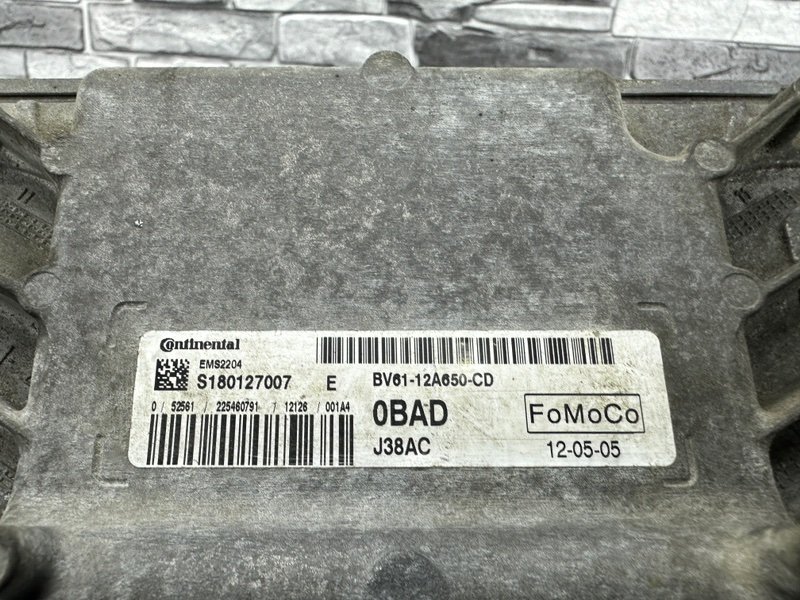 Continental
EMS2204
S180127007 E
BV61-12A650-CD
0 / 52561 / 225460791 / 12126 / 001A4
0BAD
FoMoCo
J38AC
12-05-05